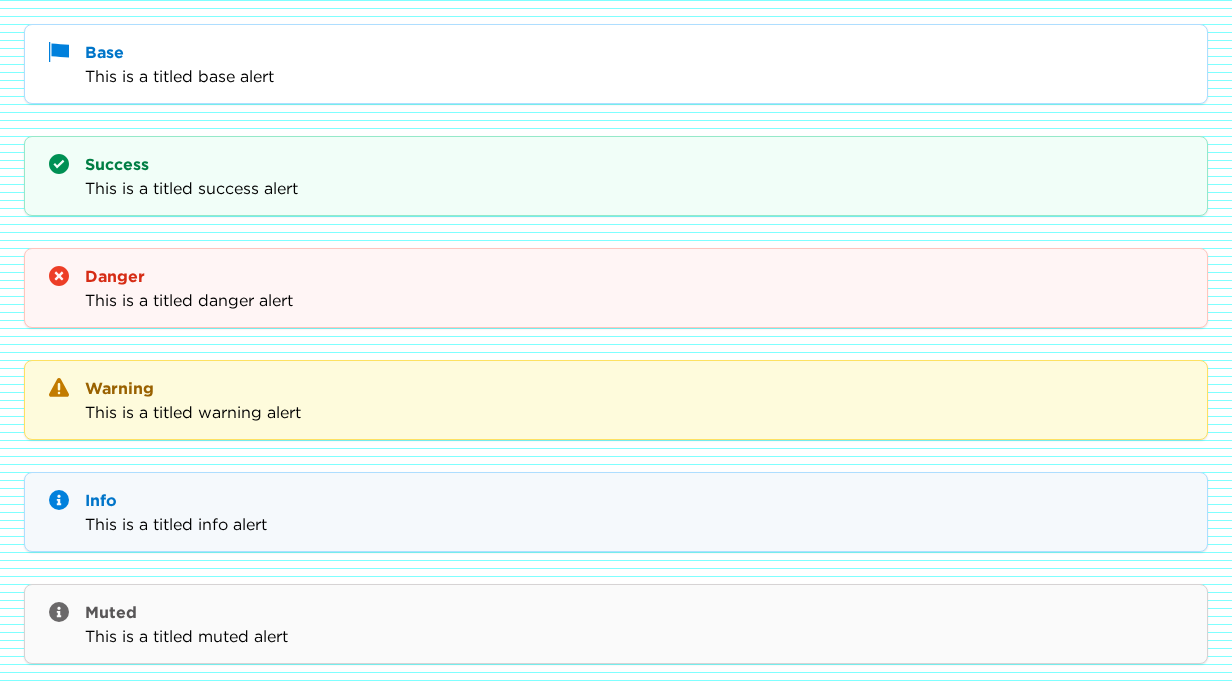 Base
This is a titled base alert
Success
This is a titled success alert
Danger
This is a titled danger alert
Warning
This is a titled warning alert
Info
This is a titled info alert
Muted
This is a titled muted alert